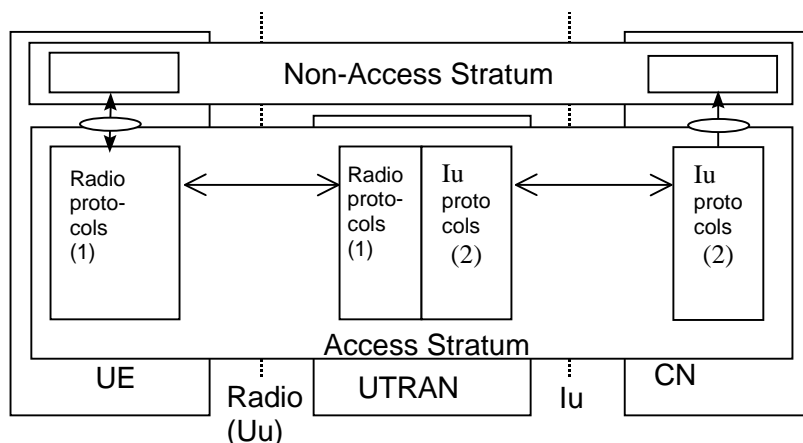 Non-Access Stratum
Radio
proto-
cols
(1)
Radio
proto-
cols
(1)
Iu
proto
cols
(2)
Iu
proto
cols
(2)
Access Stratum
UE
Radio
(Uu)
UTRAN
Iu
CN